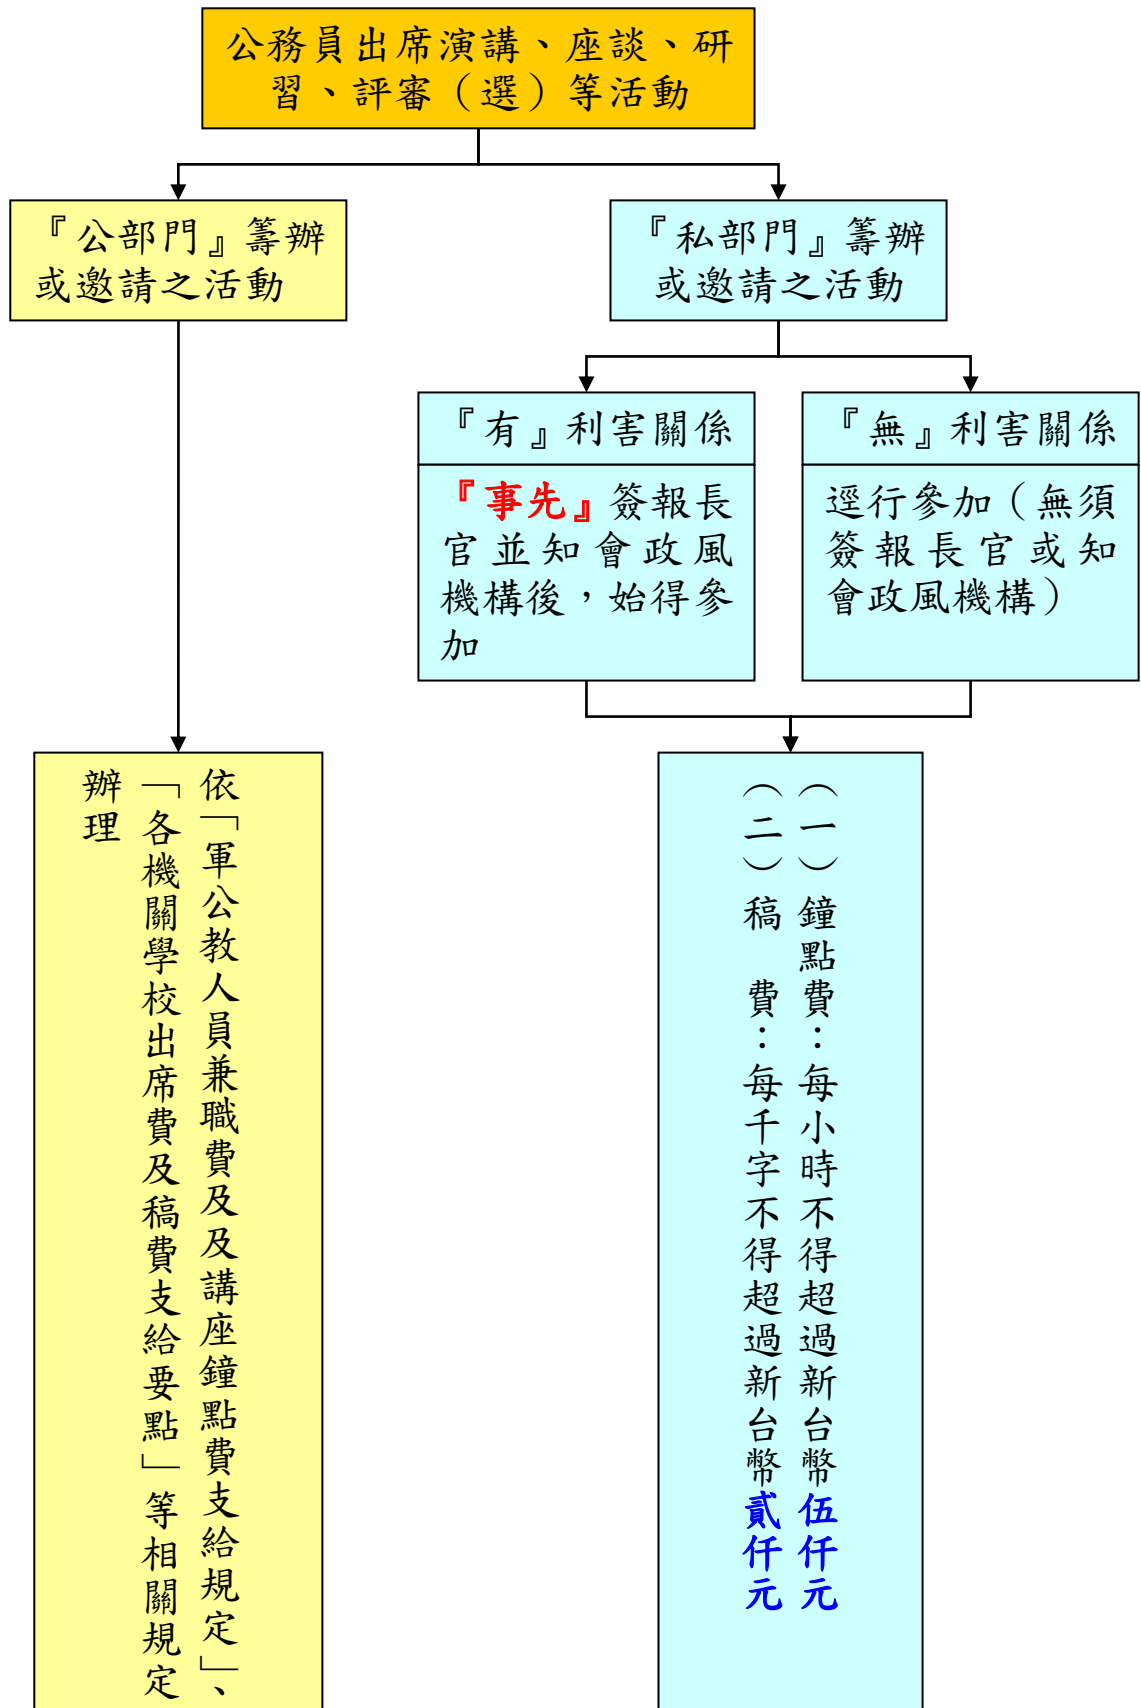 公務員出席演講、座談、研
習、評審（選）等活動
『公部門』籌辦
或邀請之活動
『私部門』籌辦
或邀請之活動
『有』利害關係
『事先』簽報長
官並知會政風
機構後，始得參
加
『無』利害關係
逕行參加（無須
簽報長官或知
會政風機構）
依「軍公教人員兼職費及及講座鐘點費支給規定」、
「各機關學校出席費及稿費支給要點」等相關規定
辦理
（一）鐘點費：每小時不得超過新台幣伍仟元
（二）稿　費：每千字不得超過新台幣貳仟元